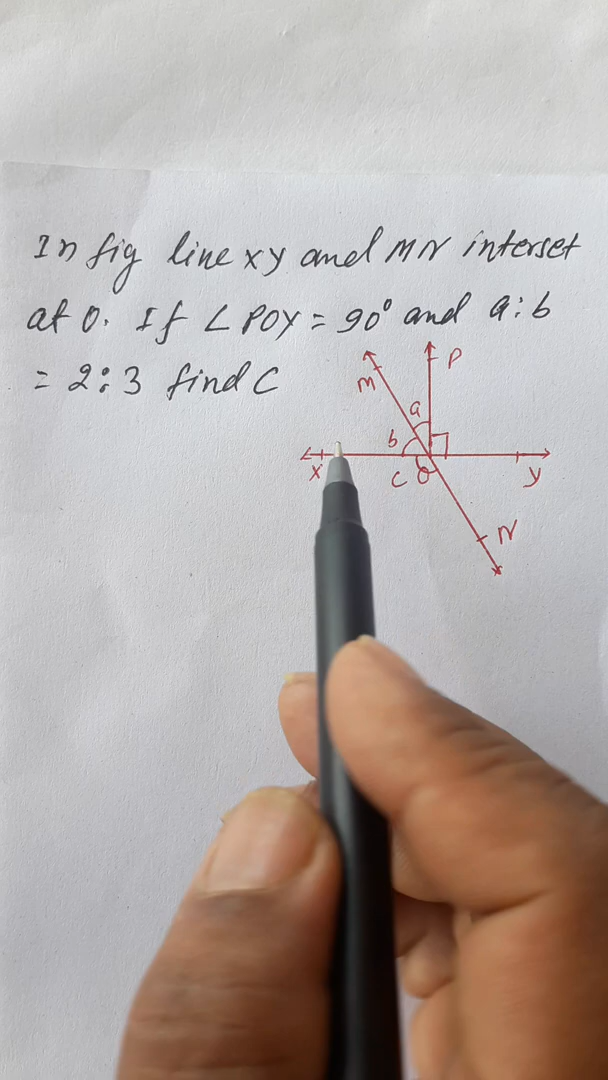 In fig line xy and MN interset
at O. If ∠POY = 90° and a:b
= 2:3 find C
P
M
a
b
X
C
O
Y
N